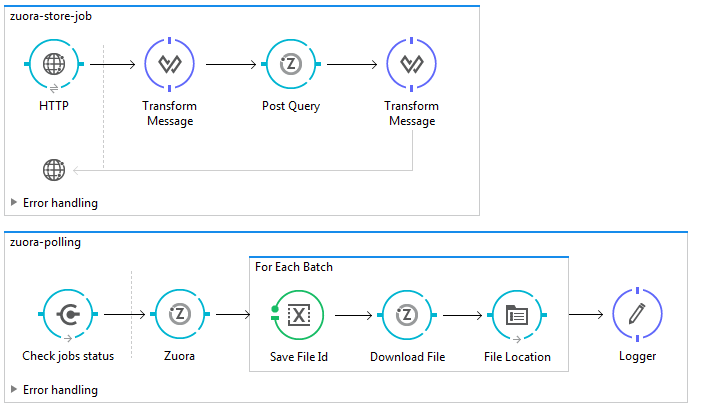 zuora-store-job
HTTP
Transform
Message
Post Query
Transform
Message
Error handling
zuora-polling
For Each Batch
Check jobs status
Zuora
Save File Id
Download File
File Location
Logger
Error handling